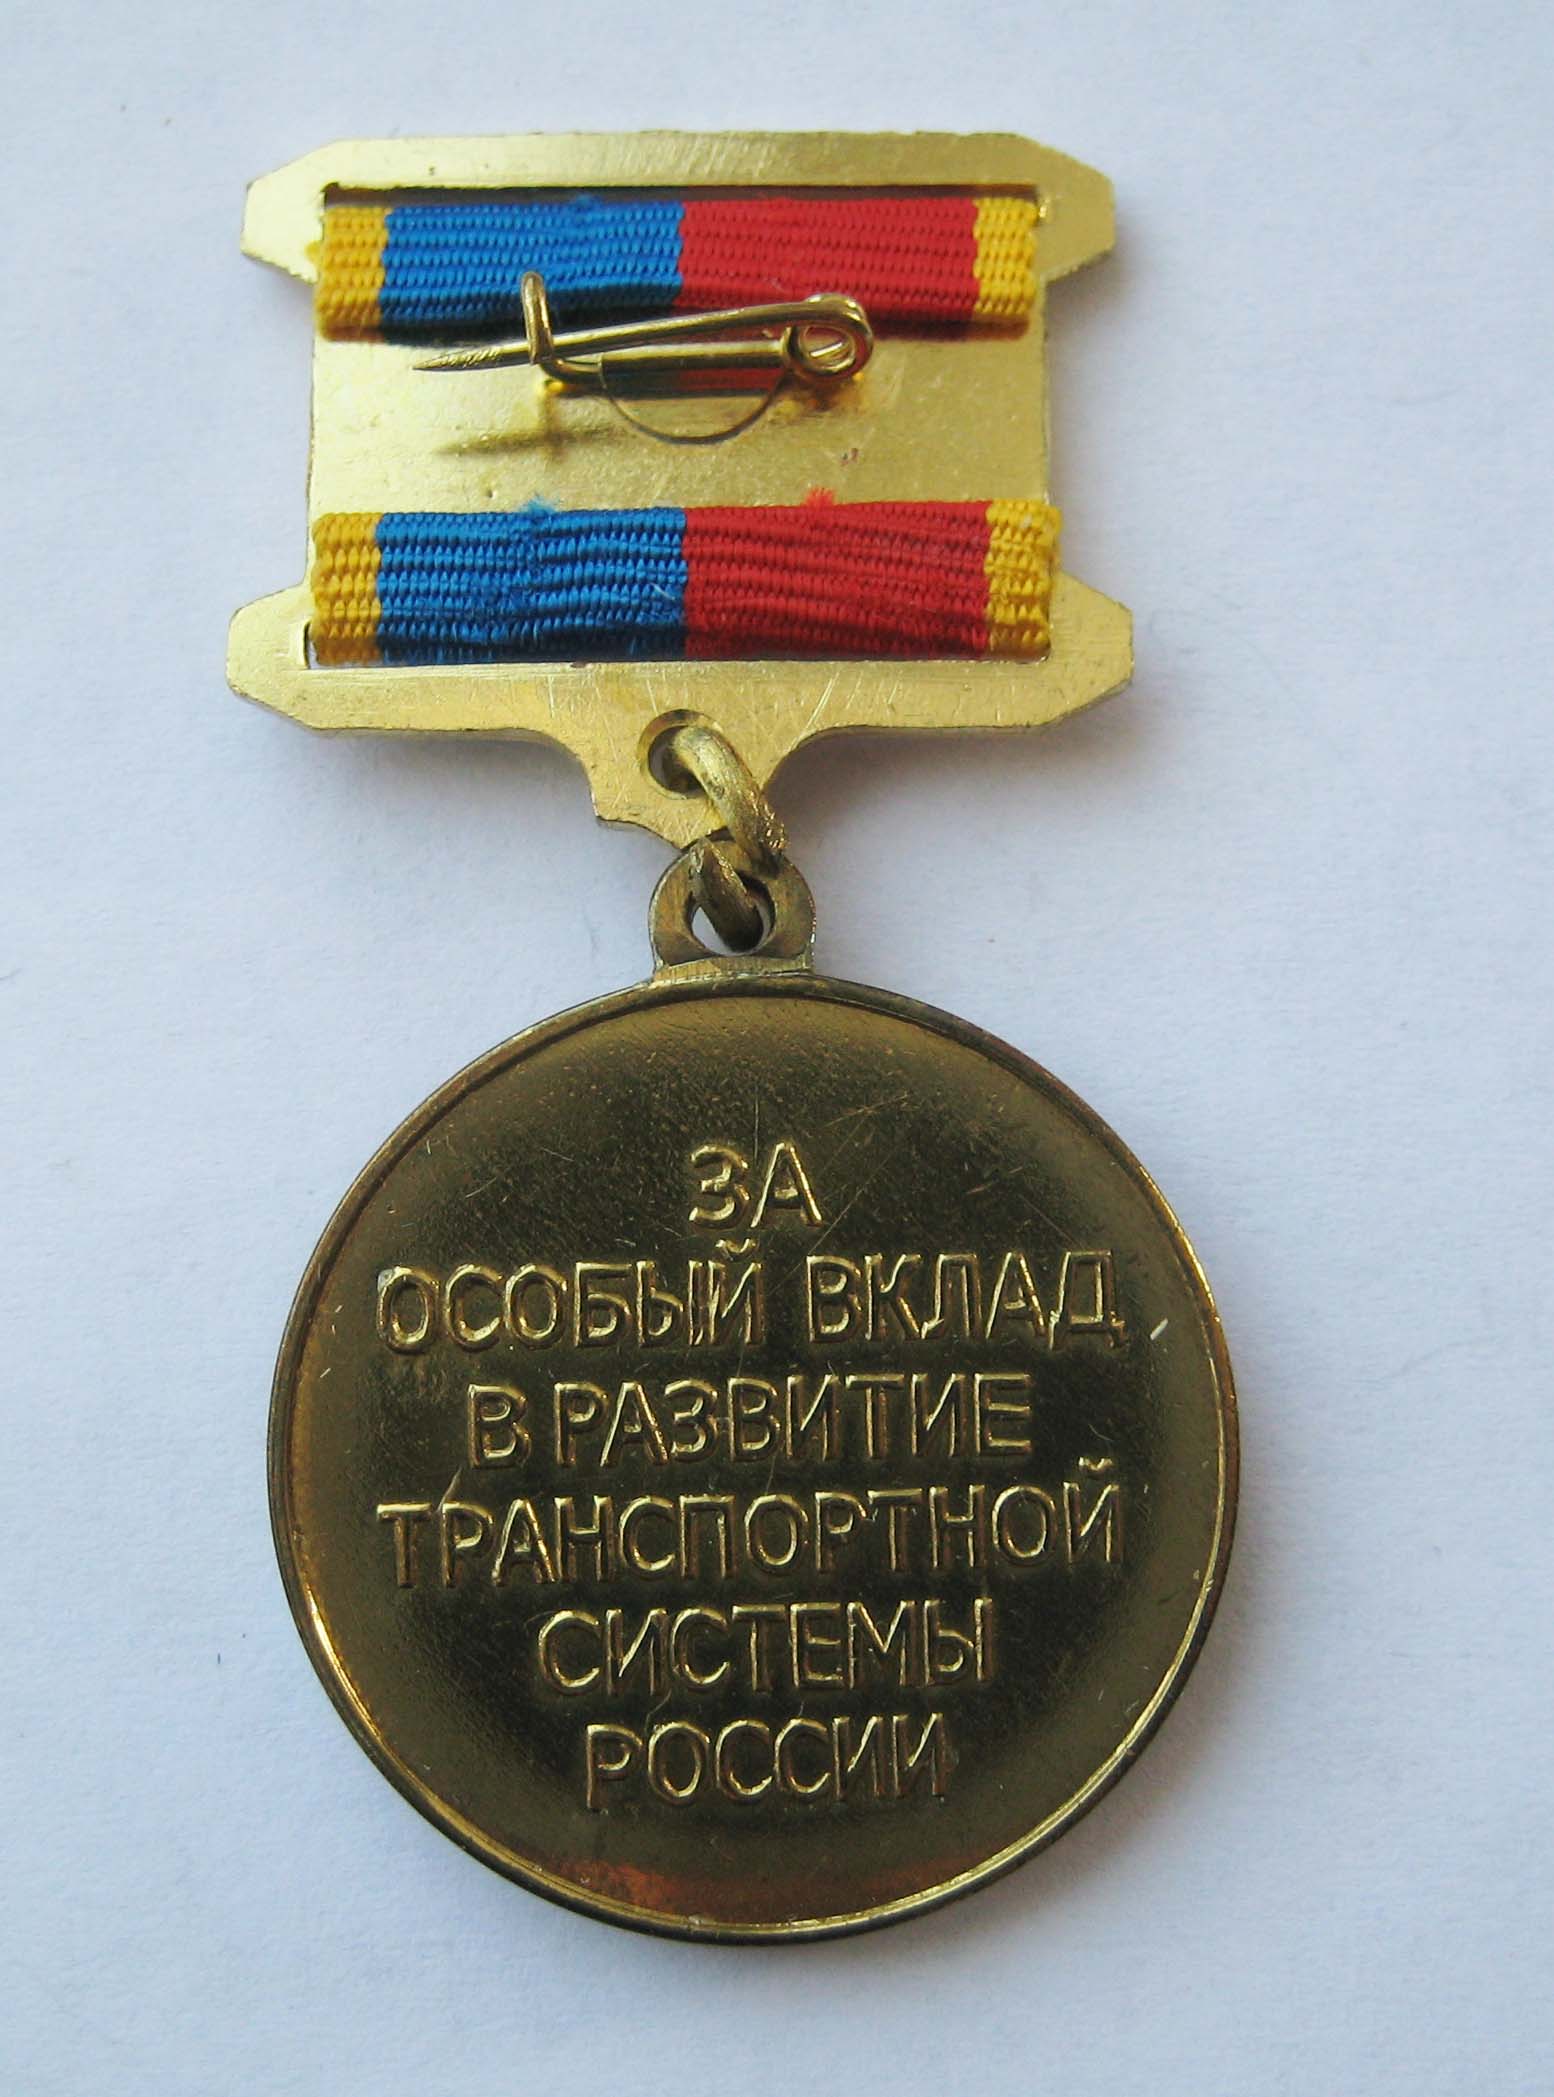 ЗА
ОСОБЫЙ ВКЛАД
В РАЗВИТИЕ
ТРАНСПОРТНОЙ
СИСТЕМЫ
РОССИИ